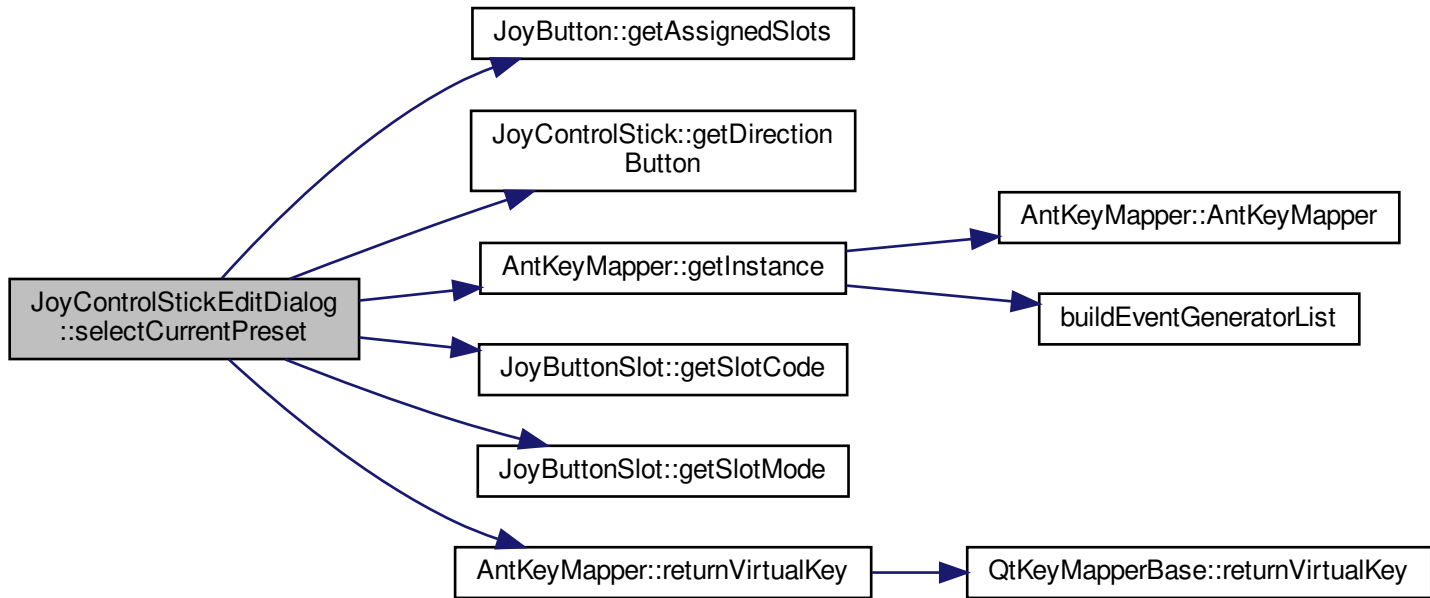 JoyControlStickEditDialog
::selectCurrentPreset
JoyButton::getAssignedSlots
JoyControlStick::getDirection
Button
AntKeyMapper::getInstance
AntKeyMapper::AntKeyMapper
buildEventGeneratorList
JoyButtonSlot::getSlotCode
JoyButtonSlot::getSlotMode
AntKeyMapper::returnVirtualKey
QtKeyMapperBase::returnVirtualKey